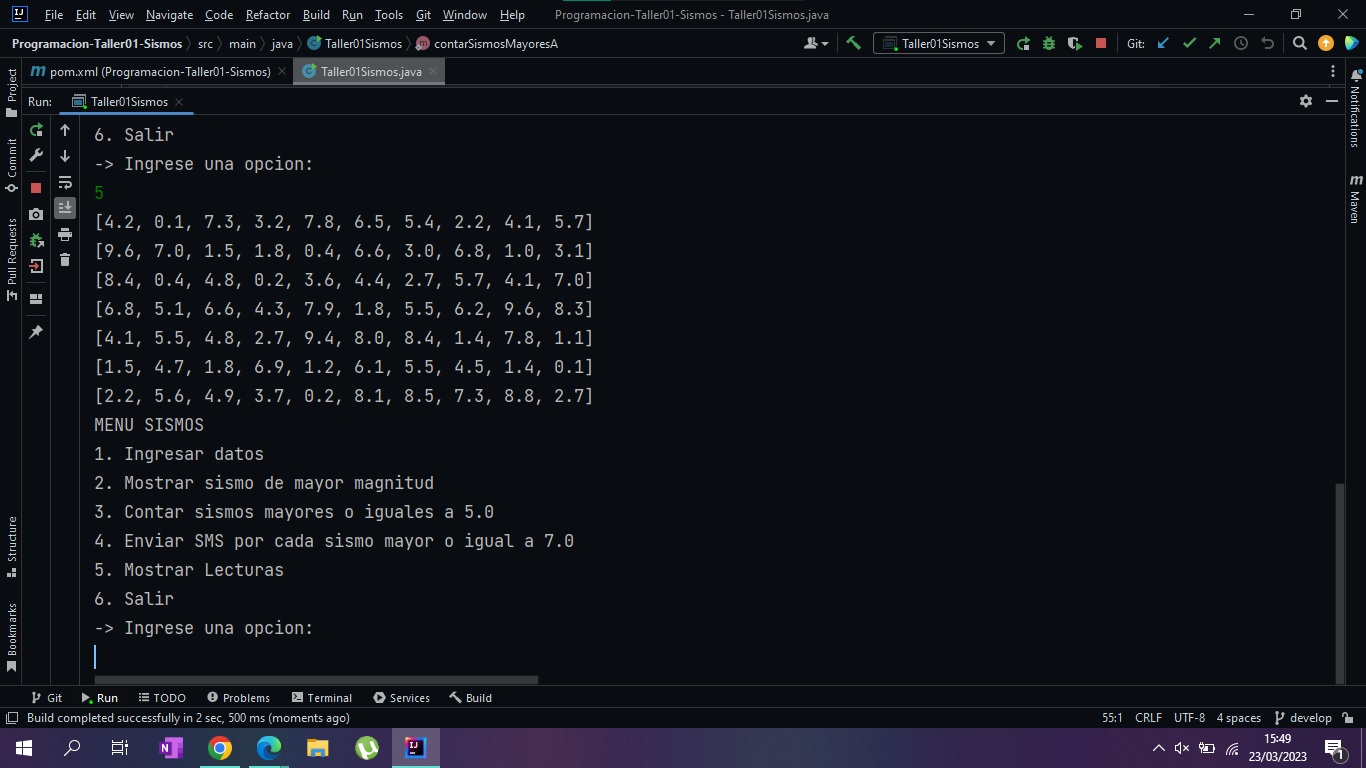 File Edit View Navigate Code Refactor Build Run Tools Git Window Help Programacion-Taller01-Sismos - Taller01Sismos.java
Programacion-Taller01-Sismos src main java Taller01Sismos contarSismosMayoresA Taller01Sismos Git:
pom.xml (Programacion-Taller01-Sismos) Taller01Sismos.java
Run: Taller01Sismos
6. Salir
-> Ingrese una opcion:
5
[4.2, 0.1, 7.3, 3.2, 7.8, 6.5, 5.4, 2.2, 4.1, 5.7]
[9.6, 7.0, 1.5, 1.8, 0.4, 6.6, 3.0, 6.8, 1.0, 3.1]
[8.4, 0.4, 4.8, 0.2, 3.6, 4.4, 2.7, 5.7, 4.1, 7.0]
[6.8, 5.1, 6.6, 4.3, 7.9, 1.8, 5.5, 6.2, 9.6, 8.3]
[4.1, 5.5, 4.8, 2.7, 9.4, 8.0, 8.4, 1.4, 7.8, 1.1]
[1.5, 4.7, 1.8, 6.9, 1.2, 6.1, 5.5, 4.5, 1.4, 0.1]
[2.2, 5.6, 4.9, 3.7, 0.2, 8.1, 8.5, 7.3, 8.8, 2.7]
MENU SISMOS
1. Ingresar datos
2. Mostrar sismo de mayor magnitud
3. Contar sismos mayores o iguales a 5.0
4. Enviar SMS por cada sismo mayor o igual a 7.0
5. Mostrar Lecturas
6. Salir
-> Ingrese una opcion:
Project
Commit
Pull Requests
Structure
Bookmarks
Notifications
Maven
Git Run TODO Problems Terminal Services Build
Build completed successfully in 2 sec, 500 ms (moments ago) 55:1 CRLF UTF-8 4 spaces develop
15:49
23/03/2023
1